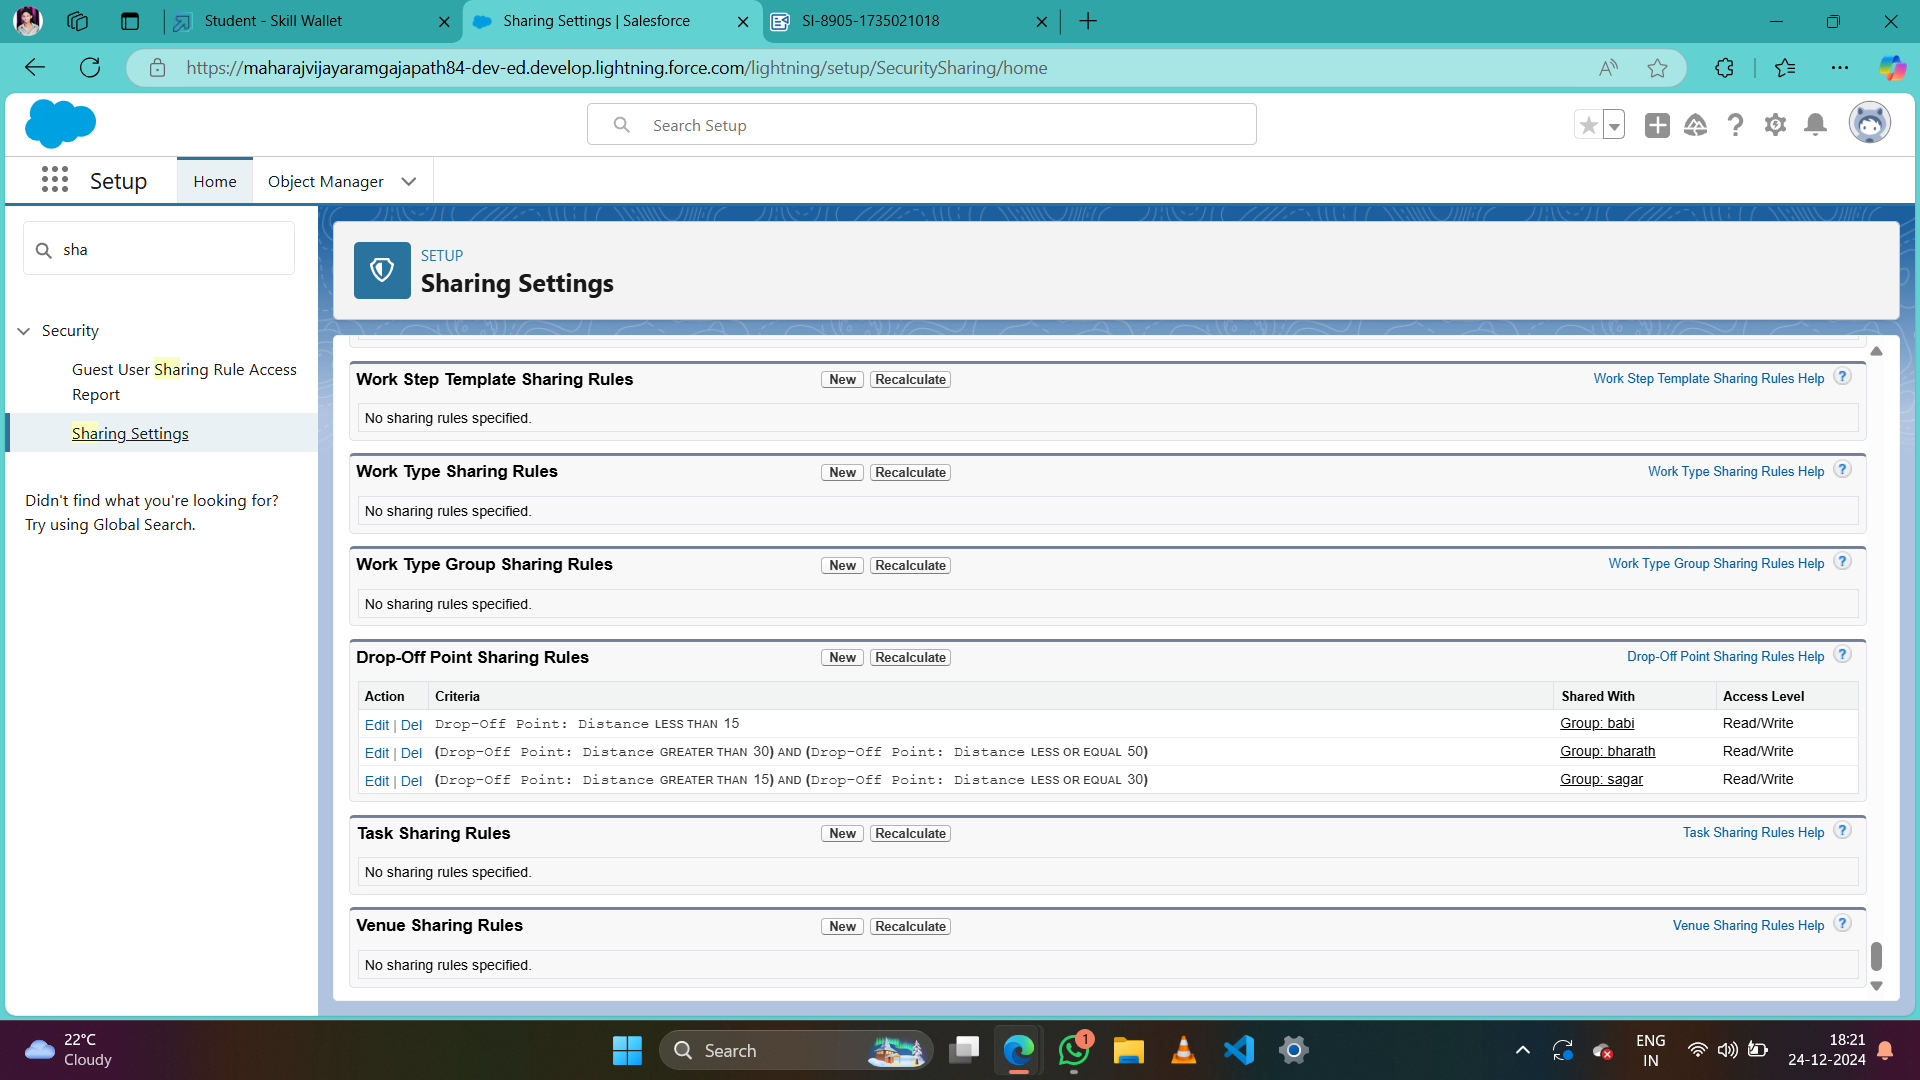 Student - Skill Wallet
Sharing Settings | Salesforce
SI-8905-1735021018
https://maharajvijayaramgajapath84-dev-ed.develop.lightning.force.com/lightning/setup/SecuritySharing/home
Search Setup
Setup
Home
Object Manager
sha
Security
Guest User Sharing Rule Access
Report
Sharing Settings
Didn't find what you're looking for?
Try using Global Search.
SETUP
Sharing Settings
Work Step Template Sharing Rules New Recalculate Work Step Template Sharing Rules Help ?
No sharing rules specified.
Work Type Sharing Rules New Recalculate Work Type Sharing Rules Help ?
No sharing rules specified.
Work Type Group Sharing Rules New Recalculate Work Type Group Sharing Rules Help ?
No sharing rules specified.
Drop-Off Point Sharing Rules New Recalculate Drop-Off Point Sharing Rules Help ?
Action Criteria Shared With Access Level
Edit | Del Drop-Off Point: Distance LESS THAN 15 Group: babi Read/Write
Edit | Del (Drop-Off Point: Distance GREATER THAN 30) AND (Drop-Off Point: Distance LESS OR EQUAL 50) Group: bharath Read/Write
Edit | Del (Drop-Off Point: Distance GREATER THAN 15) AND (Drop-Off Point: Distance LESS OR EQUAL 30) Group: sagar Read/Write
Task Sharing Rules New Recalculate Task Sharing Rules Help ?
No sharing rules specified.
Venue Sharing Rules New Recalculate Venue Sharing Rules Help ?
No sharing rules specified.
22°C
Cloudy
Search
1
ENG
IN
18:21
24-12-2024